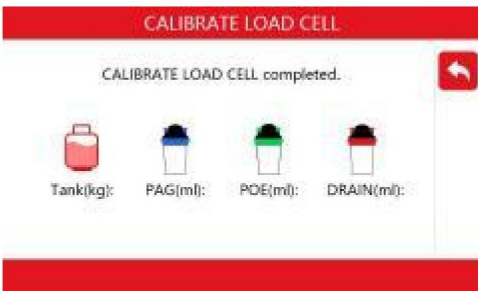 CALIBRATE LOAD CELL
CALIBRATE LOAD CELL completed.
Tank(kg): PAG(ml): POE(ml): DRAIN(ml):